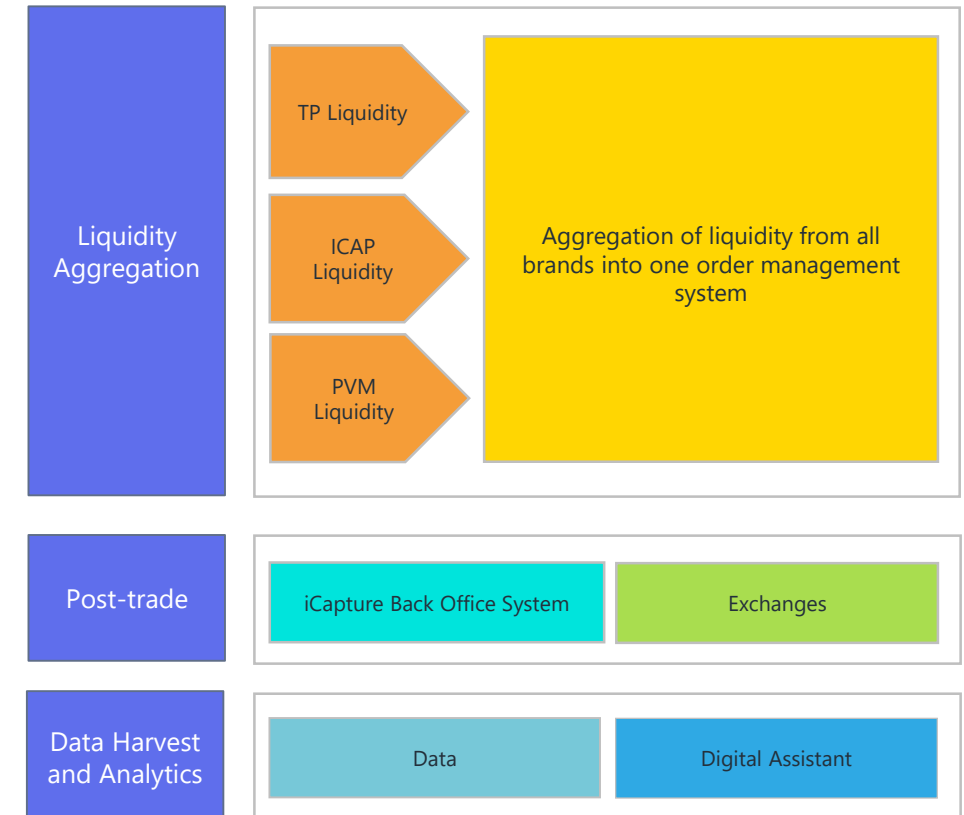 Liquidity
Aggregation
TP Liquidity
ICAP
Liquidity
PVM
Liquidity
Aggregation of liquidity from all
brands into one order management
system
Post-trade
iCapture Back Office System
Exchanges
Data Harvest
and Analytics
Data
Digital Assistant